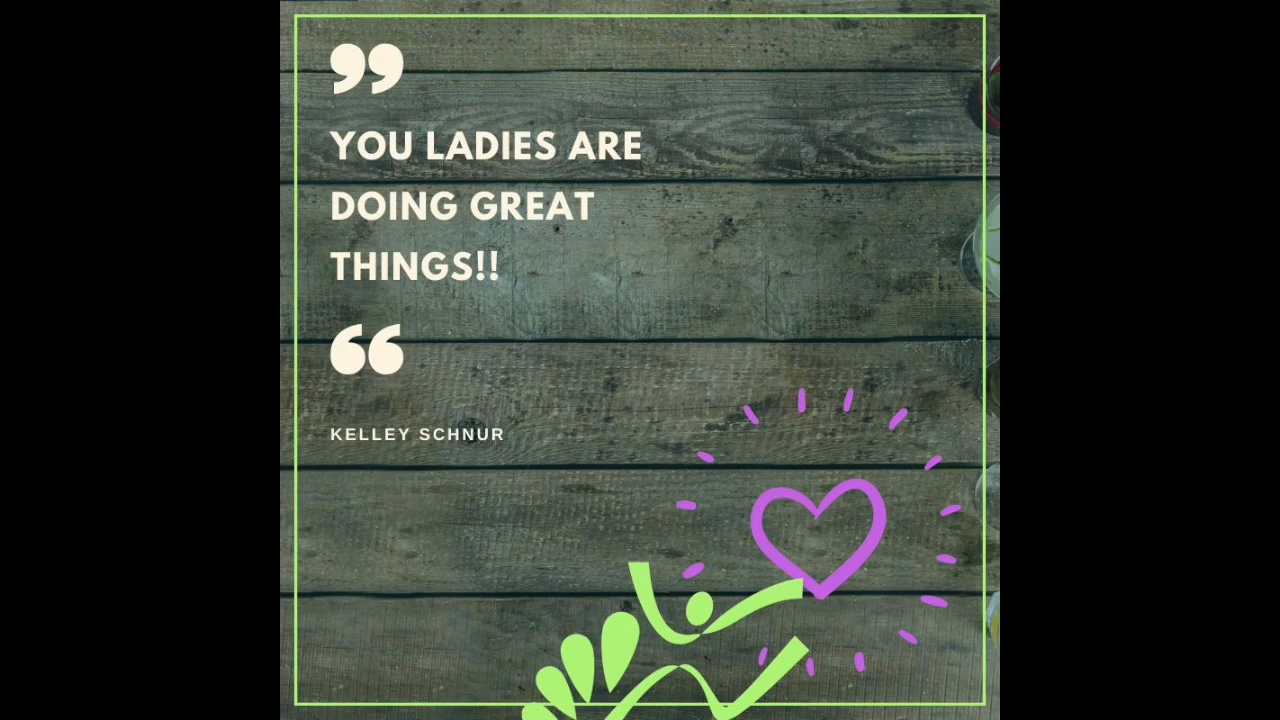 ”
YOU LADIES ARE
DOING GREAT
THINGS!!
“
KELLEY SCHNUR